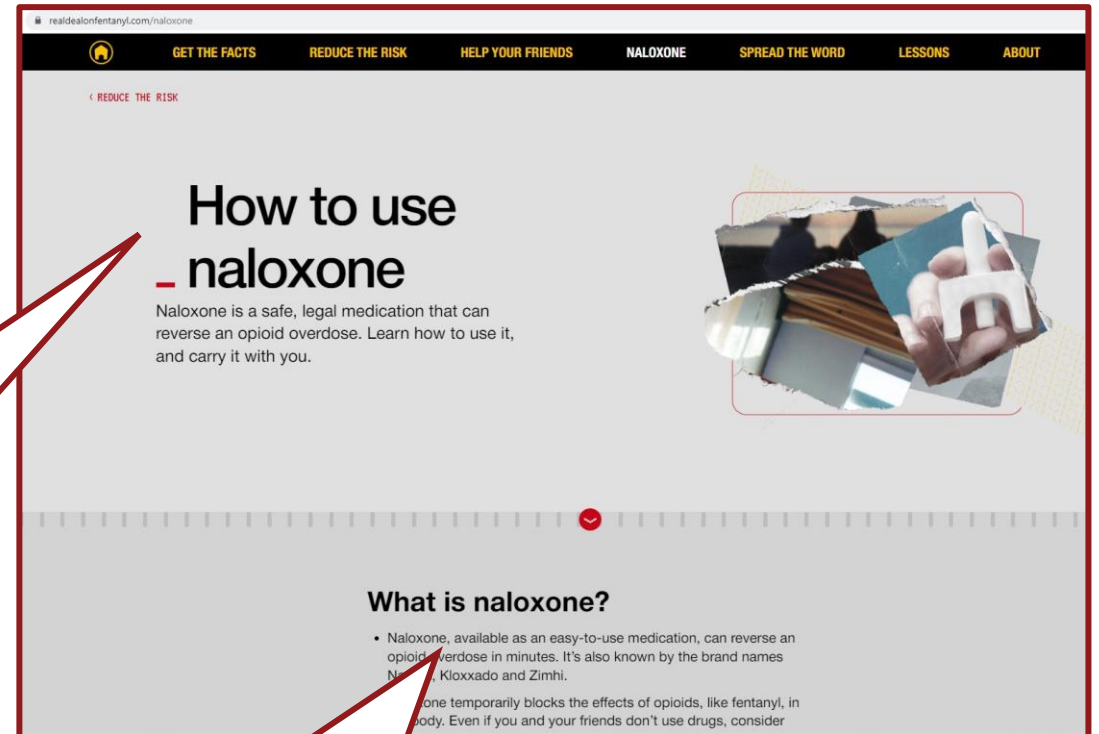 realdealonfentanyl.com/naloxone
GET THE FACTS REDUCE THE RISK HELP YOUR FRIENDS NALOXONE SPREAD THE WORD LESSONS ABOUT
‹ REDUCE THE RISK
How to use
naloxone
Naloxone is a safe, legal medication that can
reverse an opioid overdose. Learn how to use it,
and carry it with you.
What is naloxone?
• Naloxone, available as an easy-to-use medication, can reverse an
opioid overdose in minutes. It's also known by the brand names
Kloxxado and Zimhi.
temporarily blocks the effects of opioids, like fentanyl, in
body. Even if you and your friends don't use drugs, consider